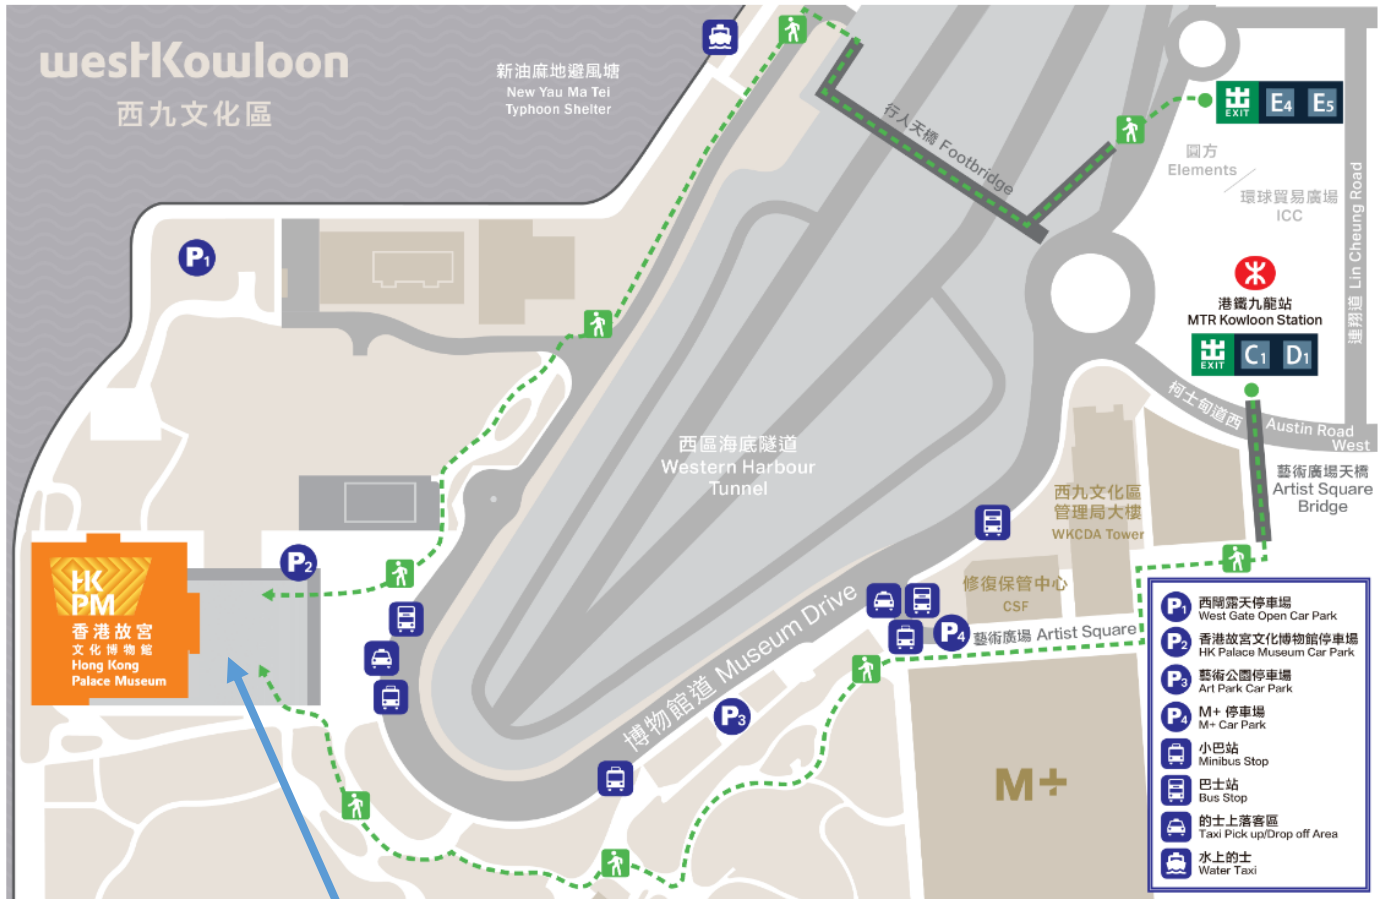 westKowloon
西九文化區
新油麻地避風塘
New Yau Ma Tei
Typhoon Shelter
行人天橋 Footbridge
出
EXIT
E4
E5
圓方
Elements
環球貿易廣場
ICC
連翔道 Lin Cheung Road
港鐵九龍站
MTR Kowloon Station
出
EXIT
C1
D1
柯士甸道西
Austin Road
West
藝術廣場天橋
Artist Square
Bridge
P1
西區海底隧道
Western Harbour
Tunnel
西九文化區
管理局大樓
WKCDA Tower
修復保管中心
CSF
P4
藝術廣場 Artist Square
博物館道 Museum Drive
P3
M+
P2
HK
PM
香港故宮
文化博物館
Hong Kong
Palace Museum
P1 西閘露天停車場
West Gate Open Car Park
P2 香港故宮文化博物館停車場
HK Palace Museum Car Park
P3 藝術公園停車場
Art Park Car Park
P4 M+ 停車場
M+ Car Park
小巴站
Minibus Stop
巴士站
Bus Stop
的士上落客區
Taxi Pick up/Drop off Area
水上的士
Water Taxi